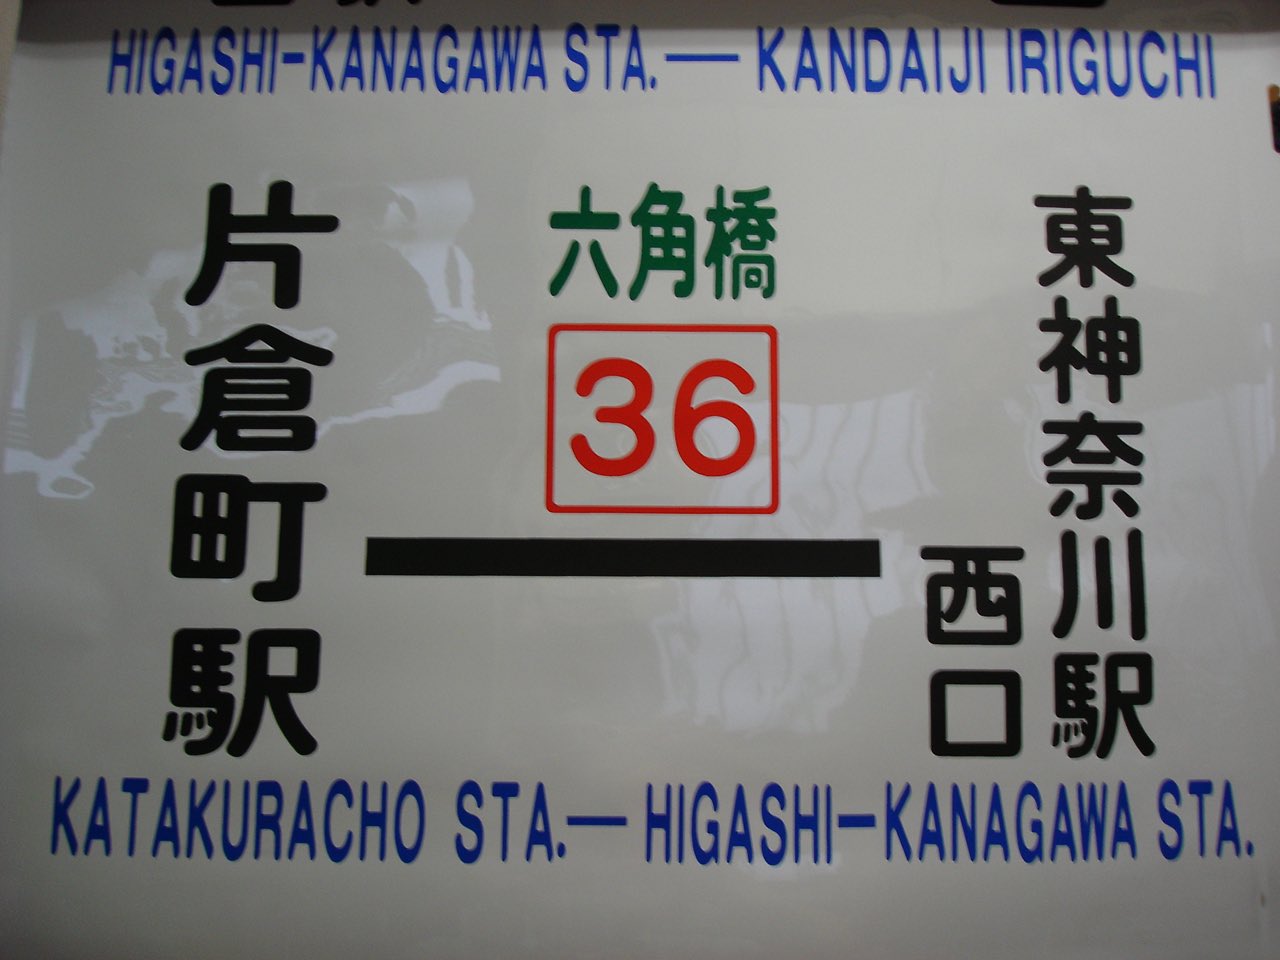 HIGASHI-KANAGAWA STA.—KANDAIJI IRIGUCHI
六角橋
36
片倉町駅
東神奈川駅
西口
KATAKURACHO STA.—HIGASHI-KANAGAWA STA.